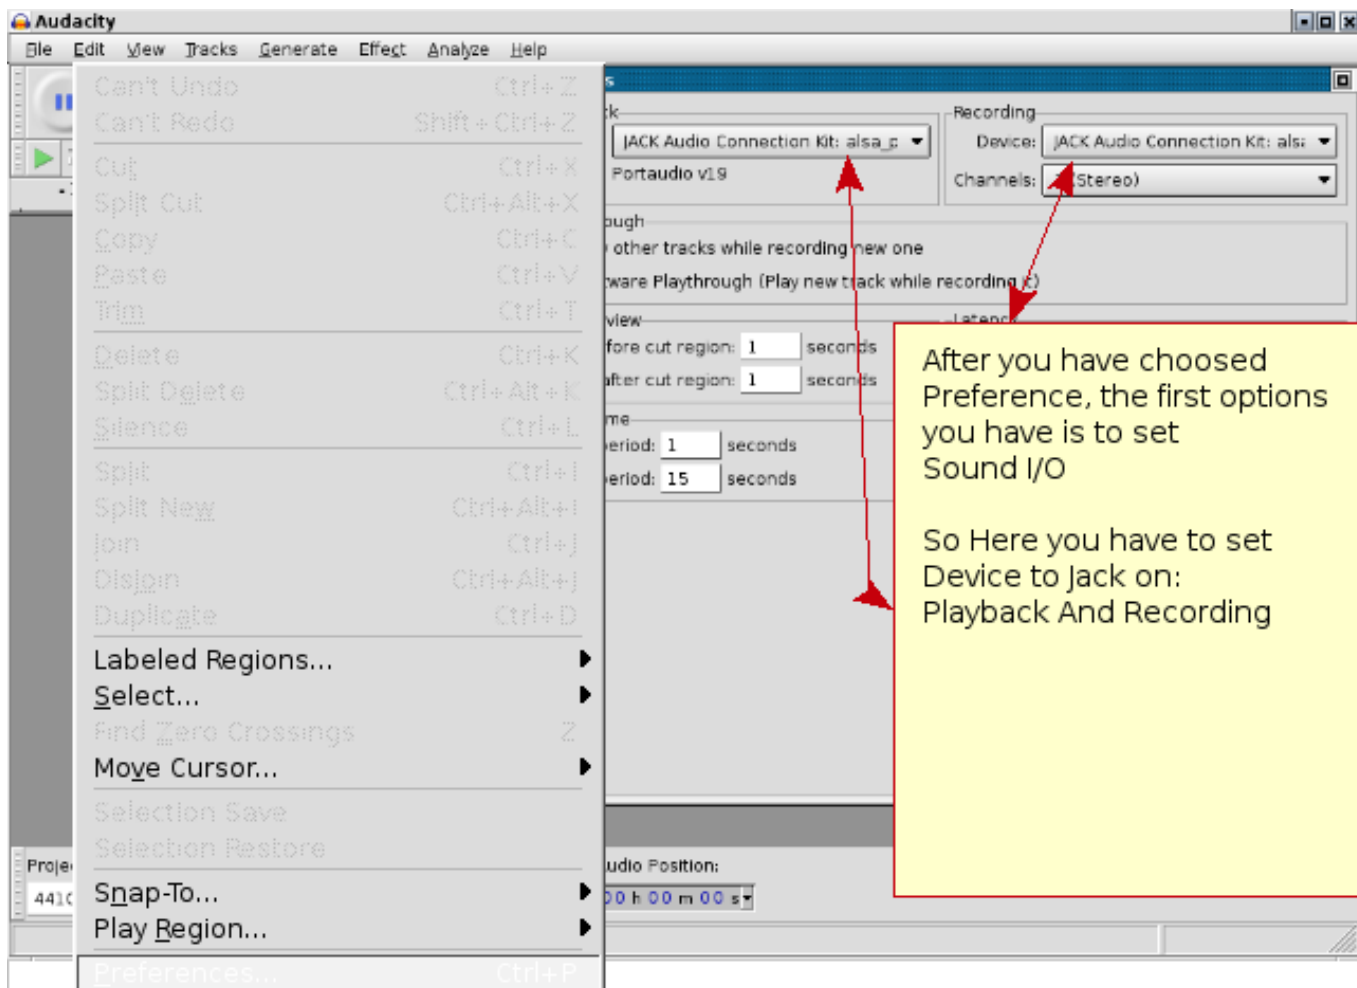 Audacity
File Edit View Tracks Generate Effect Analyze Help
Can't Undo Ctrl+Z
Can't Redo Shift+Ctrl+Z
Cut Ctrl+X
Split Cut Ctrl+Alt+X
Copy Ctrl+C
Paste Ctrl+V
Trim Ctrl+T
Delete Ctrl+K
Split Delete Ctrl+Alt+K
Silence Ctrl+L
Split Ctrl+I
Split New Ctrl+Alt+I
Join Ctrl+J
Disjoin Ctrl+Alt+J
Duplicate Ctrl+D
Labeled Regions...
Select...
Find Zero Crossings Z
Move Cursor...
Selection Save
Selection Restore
Snap-To...
Play Region...
Preferences... Ctrl+P
s
k
JACK Audio Connection Kit: alsa_p
Portaudio v19
Recording
Device: JACK Audio Connection Kit: als
Channels: (Stereo)
ough
other tracks while recording new one
ware Playthrough (Play new track while recording it)
view
fore cut region: 1 seconds
after cut region: 1 seconds
Latency
me
eriod: 1 seconds
eriod: 15 seconds
After you have choosed
Preference, the first options
you have is to set
Sound I/O
So Here you have to set
Device to Jack on:
Playback And Recording
Proje
udio Position:
441
00 h 00 m 00 s